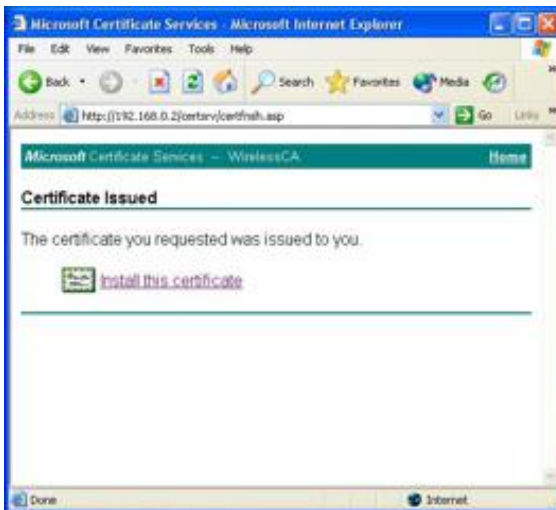 Microsoft Certificate Services - Microsoft Internet Explorer
File Edit View Favorites Tools Help
Back Search Favorites Media
Address http://192.168.0.2/certsrv/certfnsh.asp Go Links
Microsoft Certificate Services -- WirelessCA Home
Certificate Issued
The certificate you requested was issued to you.
Install this certificate
Done Internet